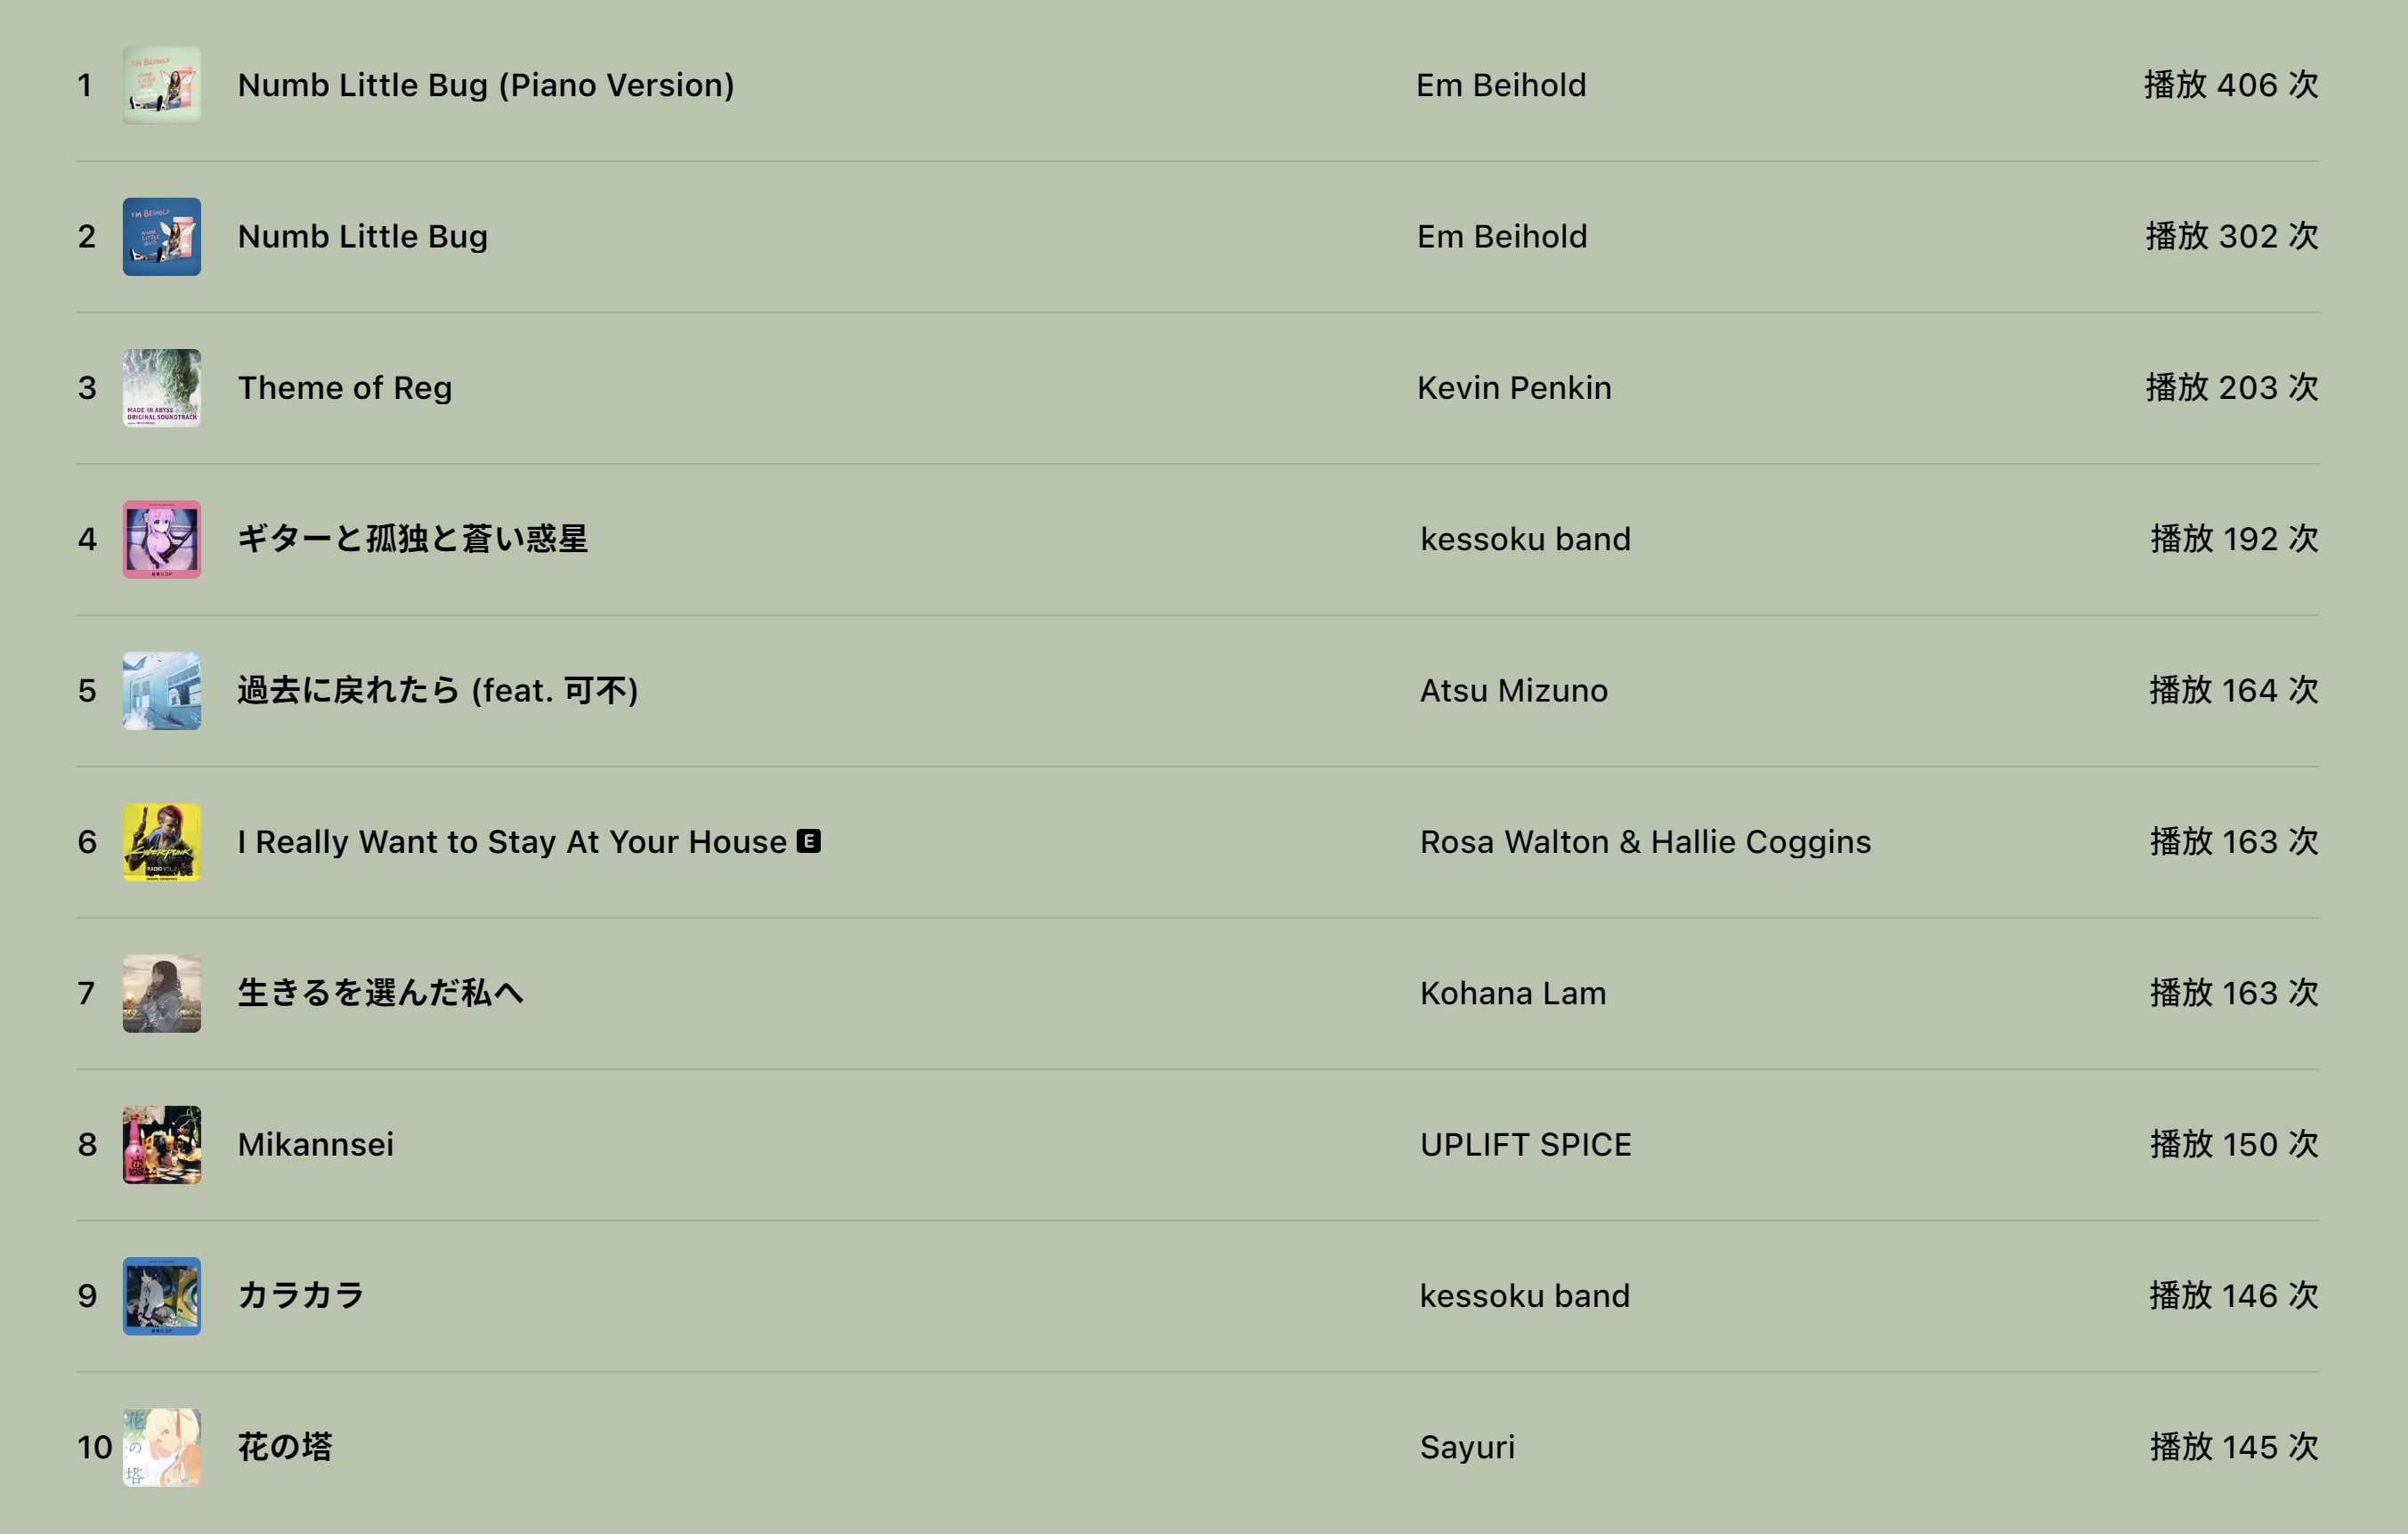 1 Numb Little Bug (Piano Version) Em Beihold 播放 406 次
2 Numb Little Bug Em Beihold 播放 302 次
3 Theme of Reg Kevin Penkin 播放 203 次
4 ギターと孤独と蒼い惑星 kessoku band 播放 192 次
5 過去に戻れたら (feat. 可不) Atsu Mizuno 播放 164 次
6 I Really Want to Stay At Your House E Rosa Walton & Hallie Coggins 播放 163 次
7 生きるを選んだ私へ Kohana Lam 播放 163 次
8 Mikannsei UPLIFT SPICE 播放 150 次
9 カラカラ kessoku band 播放 146 次
10 花の塔 Sayuri 播放 145 次